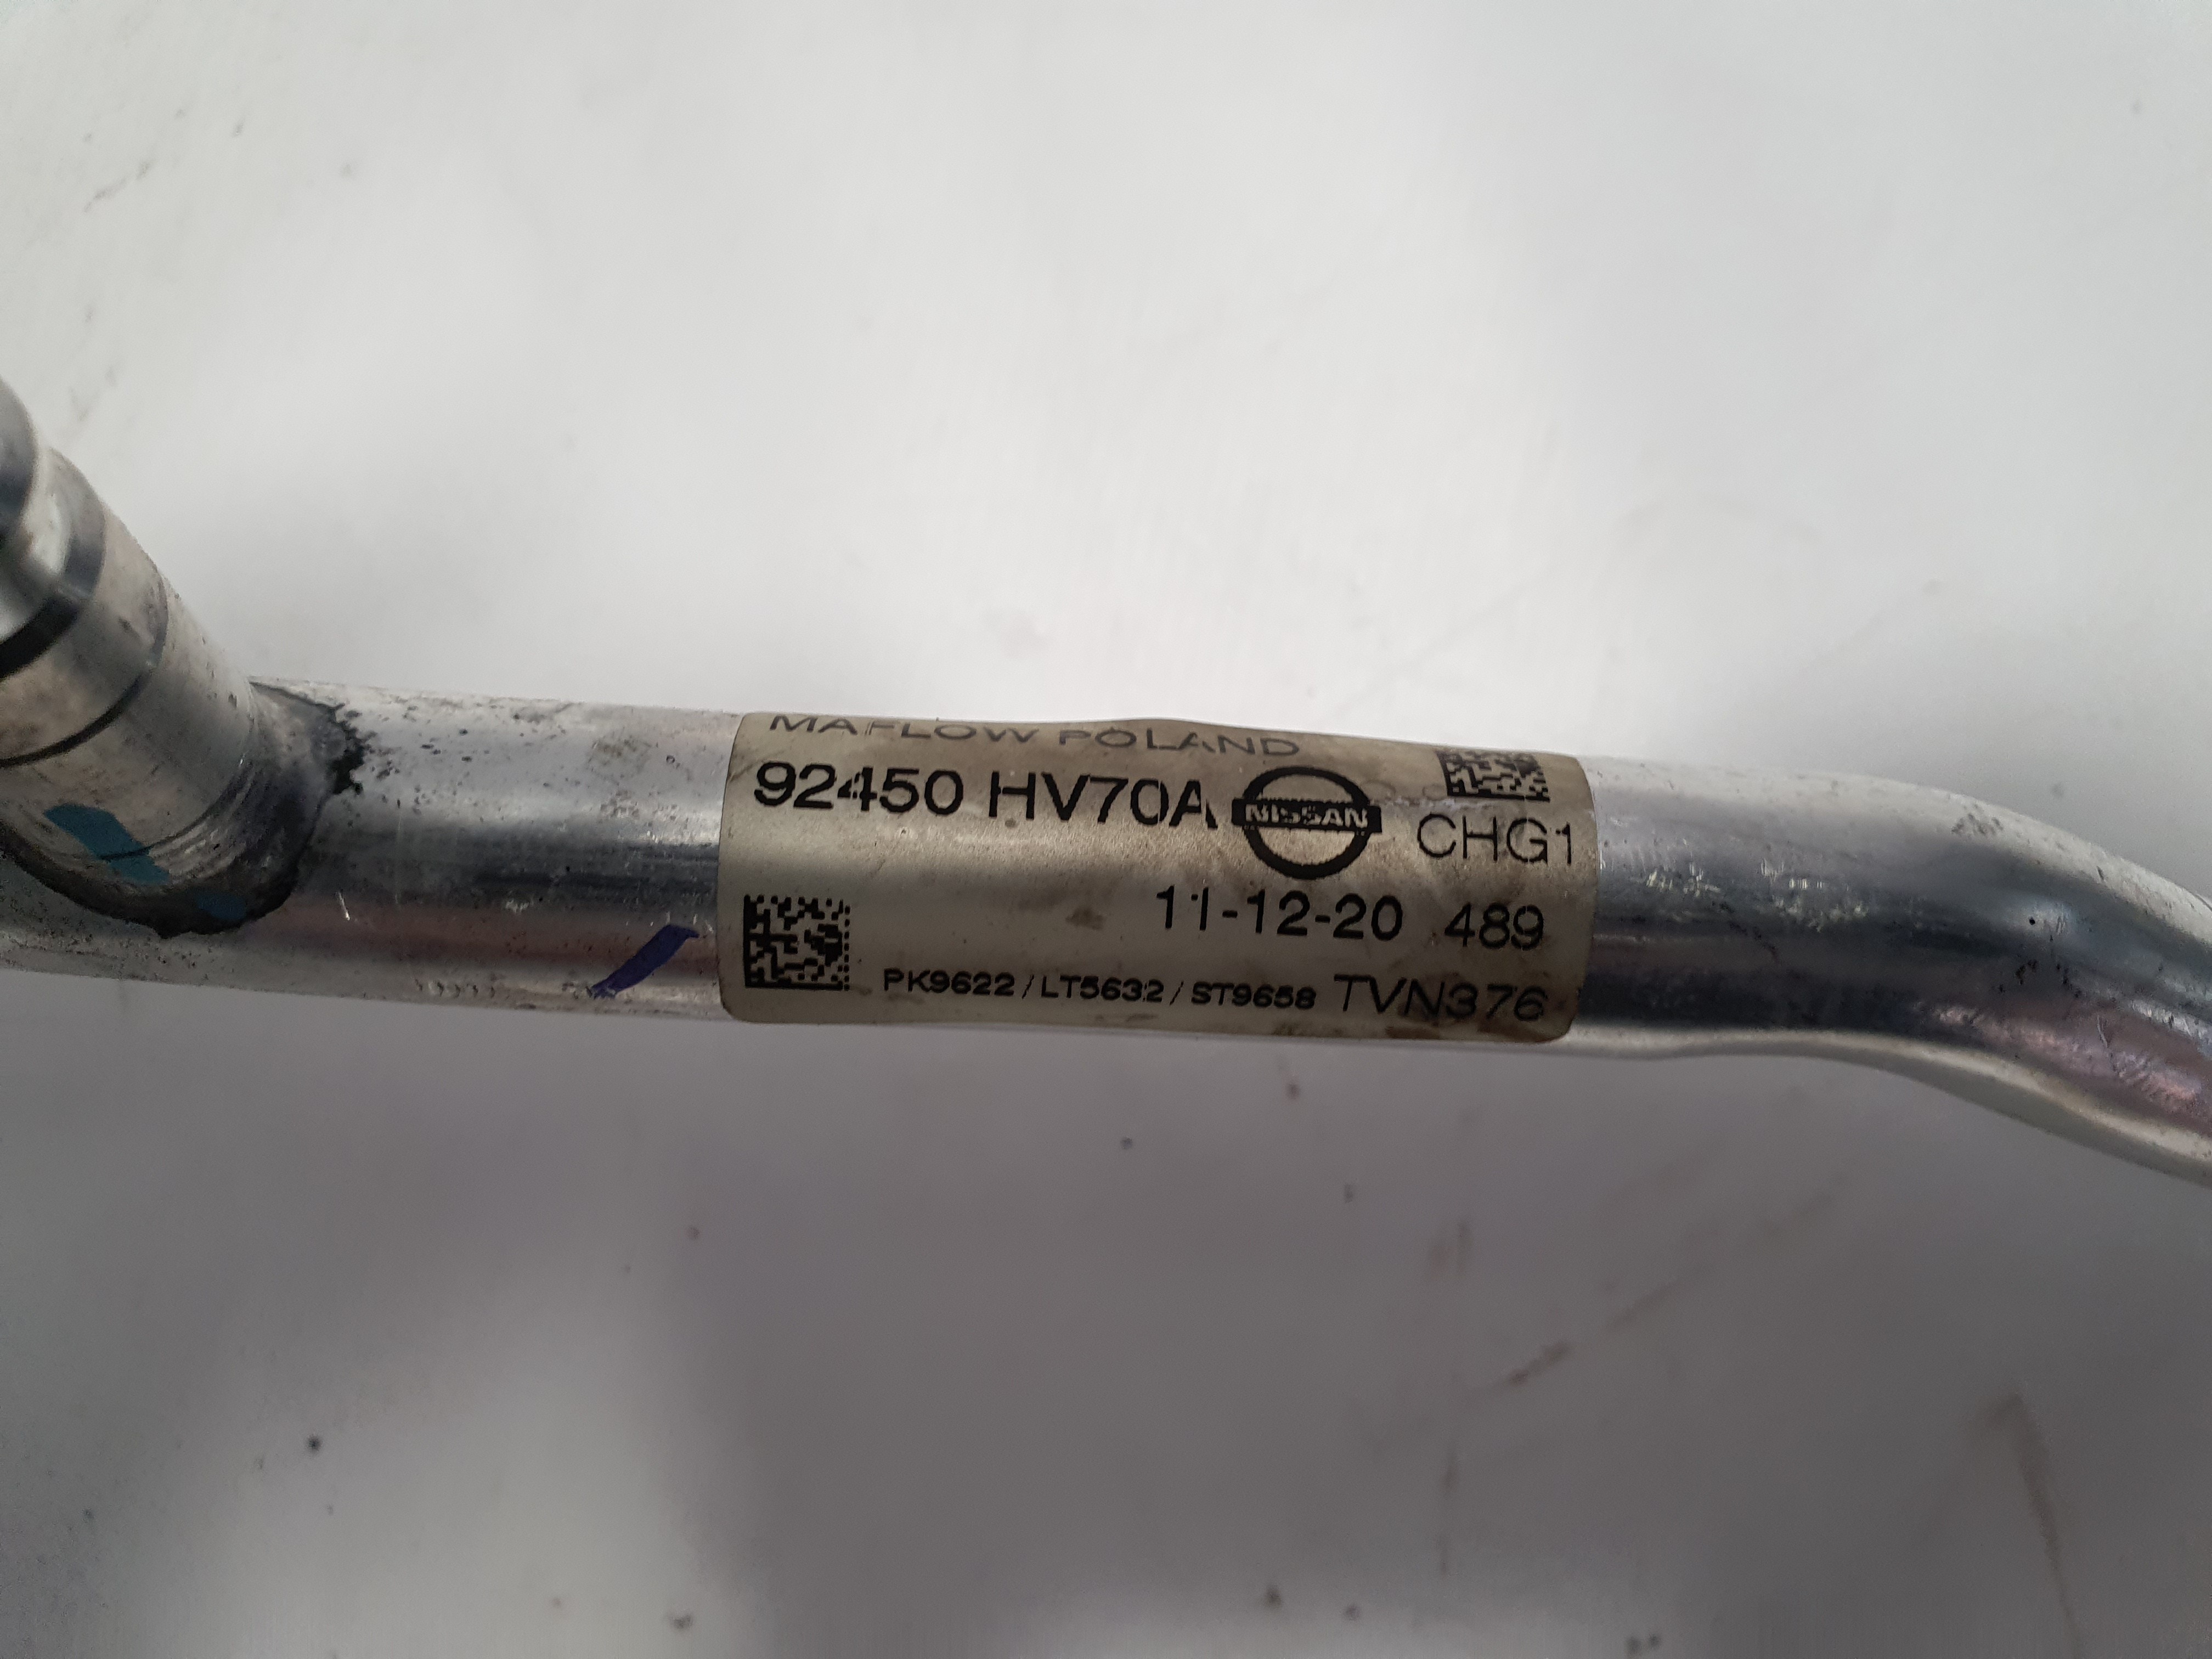 MAFLOW POLAND
92450 HV70A NISSAN CHG1
11-12-20 489
PK9622 / LT5632 / ST9658 TVN376